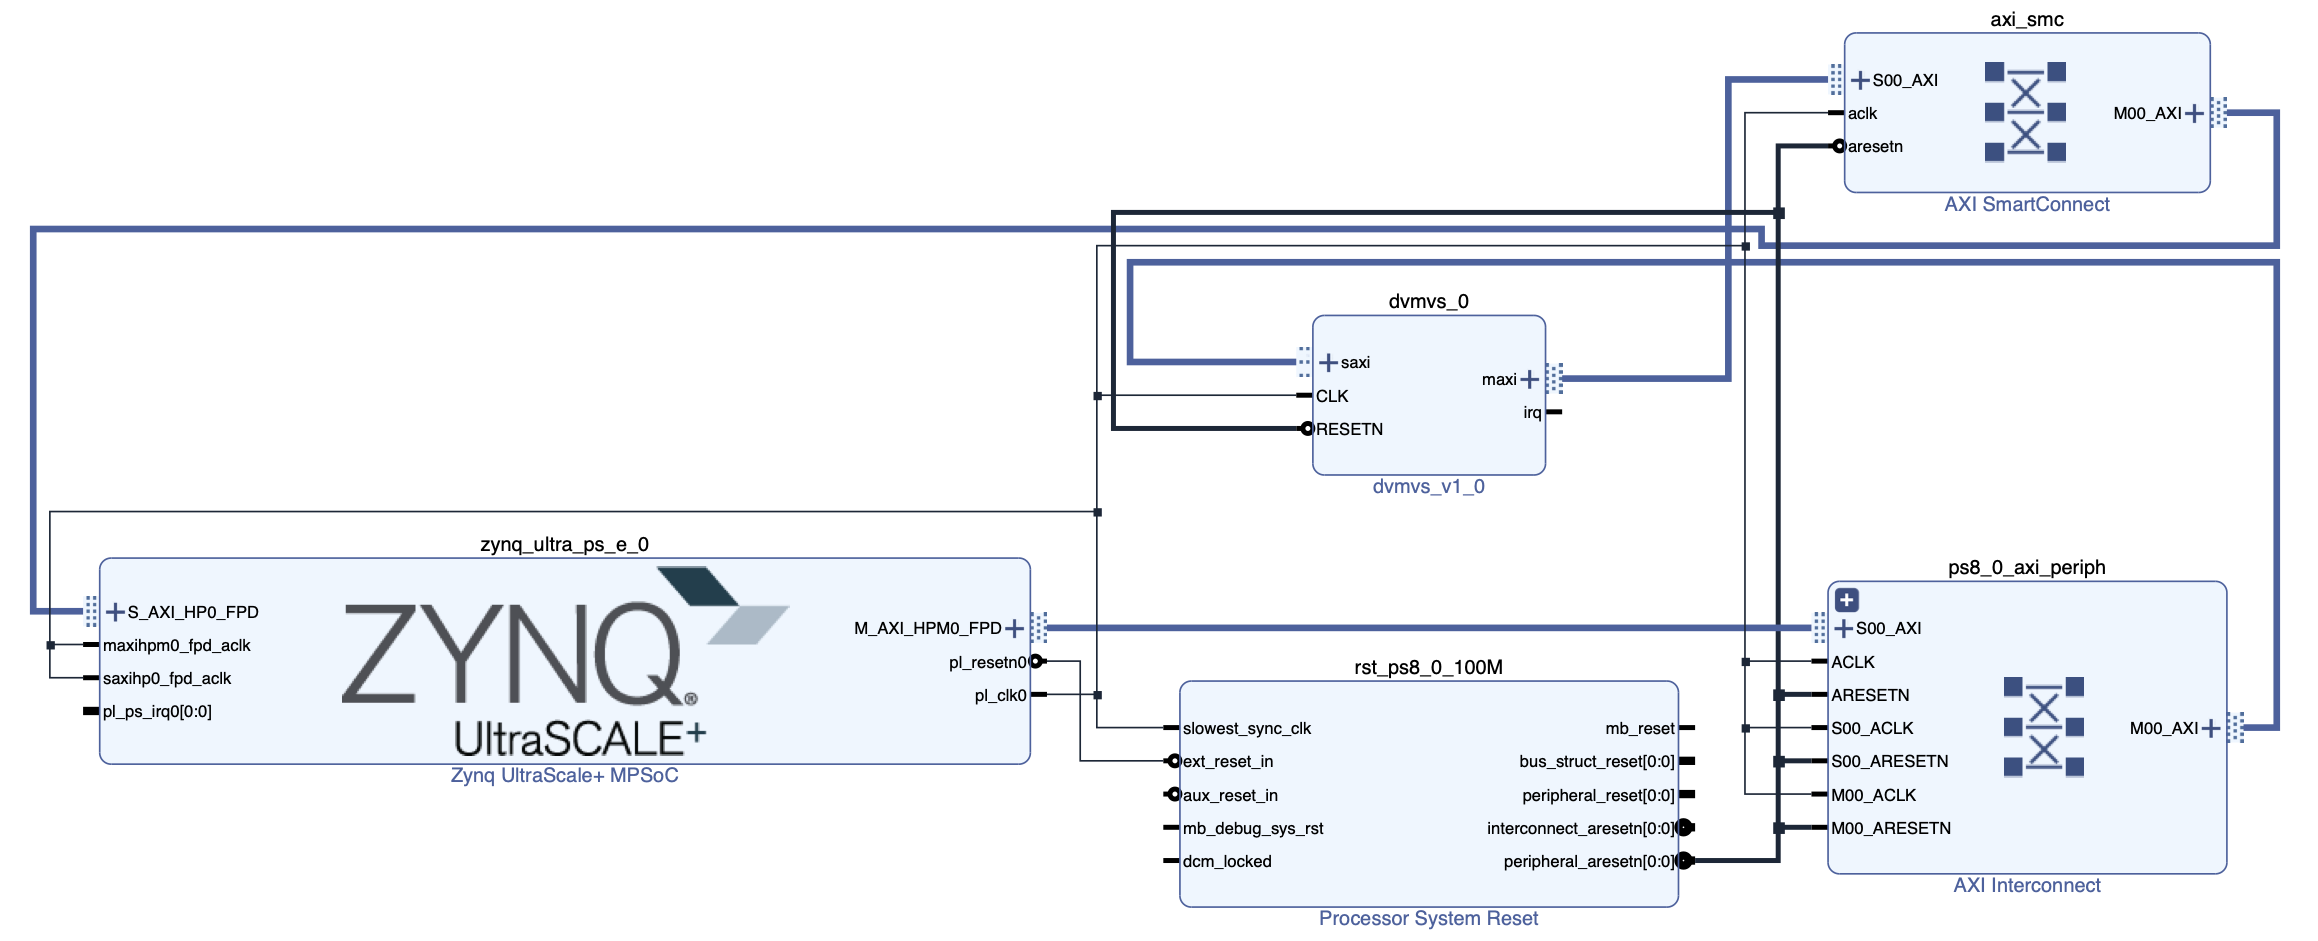 axi_smc
S00_AXI
aclk
aresetn
M00_AXI
AXI SmartConnect
dvmvs_0
saxi
CLK
RESETN
maxi
irq
dvmvs_v1_0
zynq_ultra_ps_e_0
S_AXI_HP0_FPD
maxihpm0_fpd_aclk
saxihp0_fpd_aclk
pl_ps_irq0[0:0]
ZYNQ®
UltraSCALE+
M_AXI_HPM0_FPD
pl_resetn0
pl_clk0
Zynq UltraScale+ MPSoC
rst_ps8_0_100M
slowest_sync_clk
ext_reset_in
aux_reset_in
mb_debug_sys_rst
dcm_locked
mb_reset
bus_struct_reset[0:0]
peripheral_reset[0:0]
interconnect_aresetn[0:0]
peripheral_aresetn[0:0]
Processor System Reset
ps8_0_axi_periph
S00_AXI
ACLK
ARESETN
S00_ACLK
S00_ARESETN
M00_ACLK
M00_ARESETN
M00_AXI
AXI Interconnect